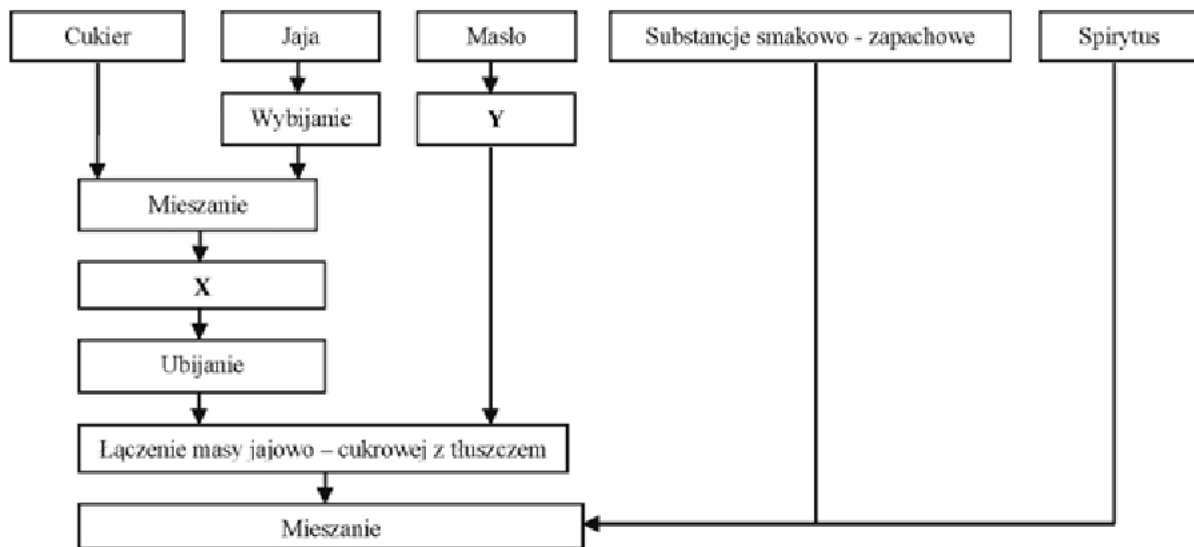 Cukier
Jaja
Masło
Substancje smakowo - zapachowe
Spirytus
Wybijanie
Y
Mieszanie
X
Ubijanie
Łączenie masy jajowo – cukrowej z tłuszczem
Mieszanie